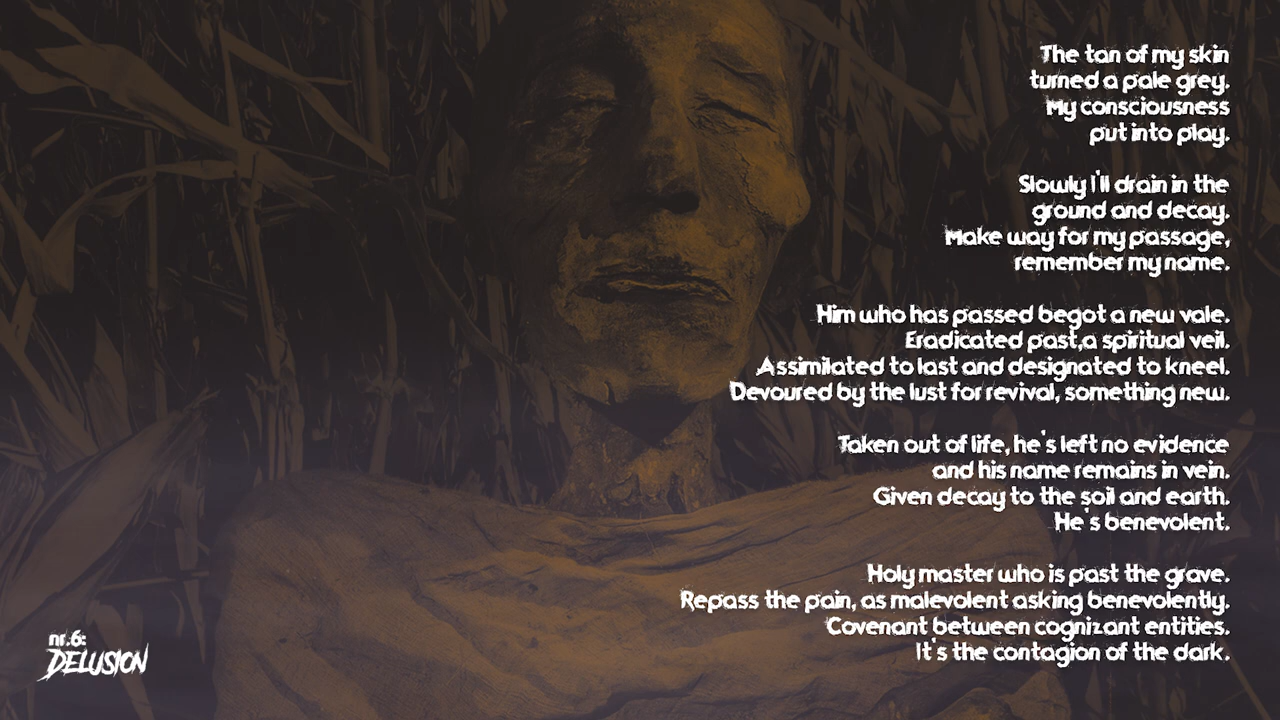 The tan of my skin
turned a pale grey.
My consciousness
put into play.
Slowly I'll drain in the
ground and decay.
Make way for my passage,
remember my name.
Him who has passed begot a new vale.
Eradicated past,a spiritual veil.
Assimilated to last and designated to kneel.
Devoured by the lust for revival, something new.
Taken out of life, he's left no evidence
and his name remains in vein.
Given decay to the soil and earth.
He's benevolent.
Holy master who is past the grave.
Repass the pain, as malevolent asking benevolently.
Covenant between cognizant entities.
It's the contagion of the dark.
nr.6:
DELUSION